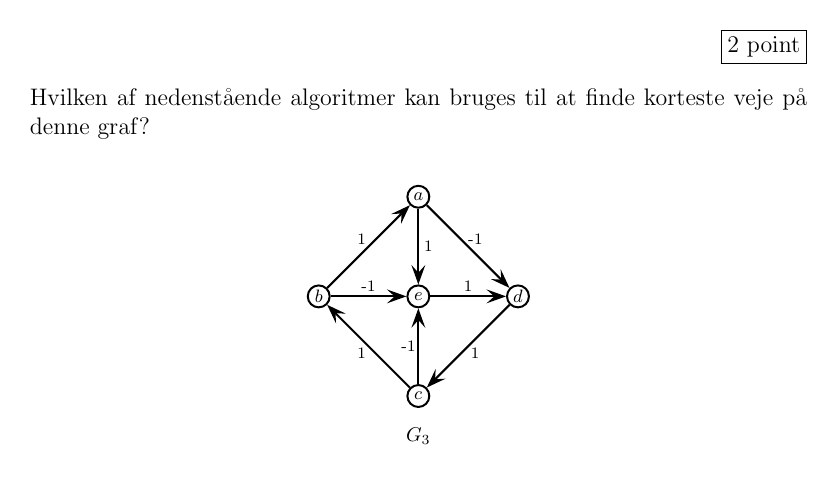 2 point
Hvilken af nedenstående algoritmer kan bruges til at finde korteste veje på
denne graf?
a
1
-1
1
b
-1
e
1
d
1
-1
1
c
G₃